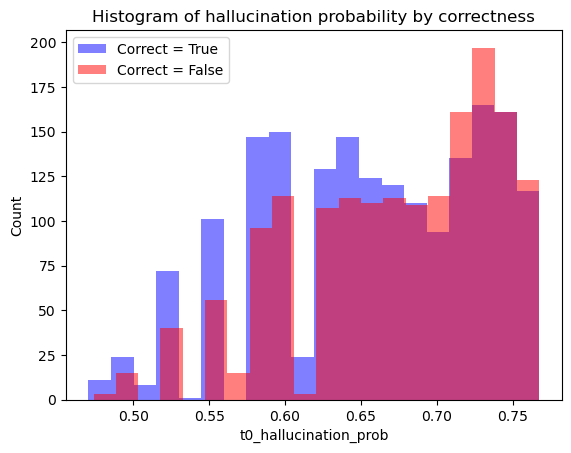 Histogram of hallucination probability by correctness
Correct = True
Correct = False
200
175
150
125
100
75
50
25
0
Count
0.50 0.55 0.60 0.65 0.70 0.75
t0_hallucination_prob